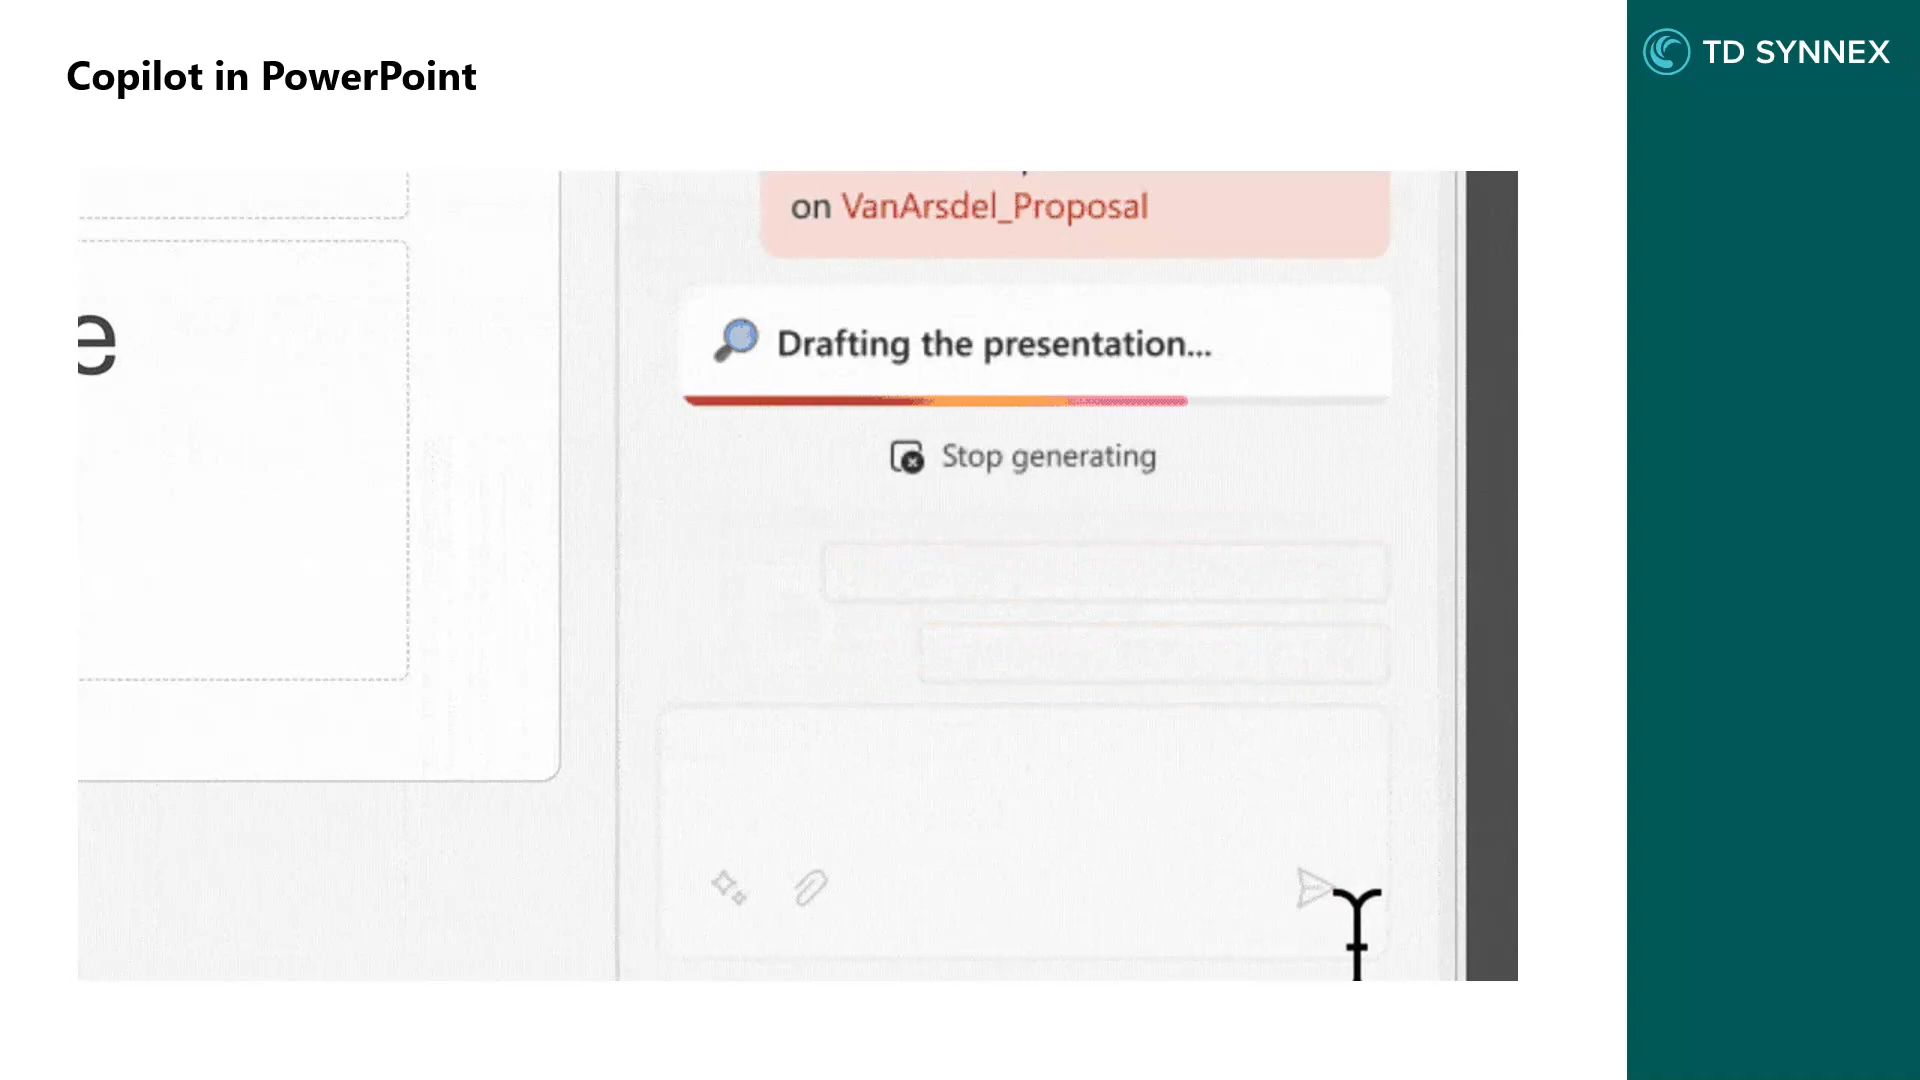 Copilot in PowerPoint
TD SYNNEX
on VanArsdel_Proposal
e
Drafting the presentation...
Stop generating